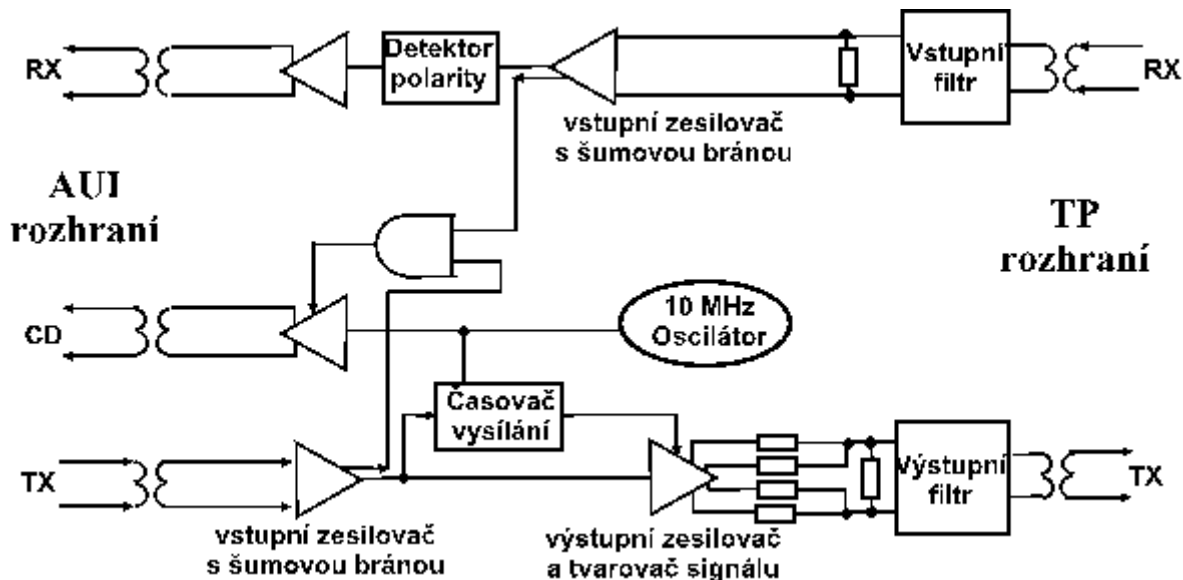 RX
Detektor
polarity
Vstupní
filtr
RX
vstupní zesilovač
s šumovou bránou
AUI
rozhraní
TP
rozhraní
10 MHz
Oscilátor
CD
Časovač
vysílání
TX
Výstupní
filtr
TX
vstupní zesilovač
s šumovou bránou
výstupní zesilovač
a tvarovač signálu